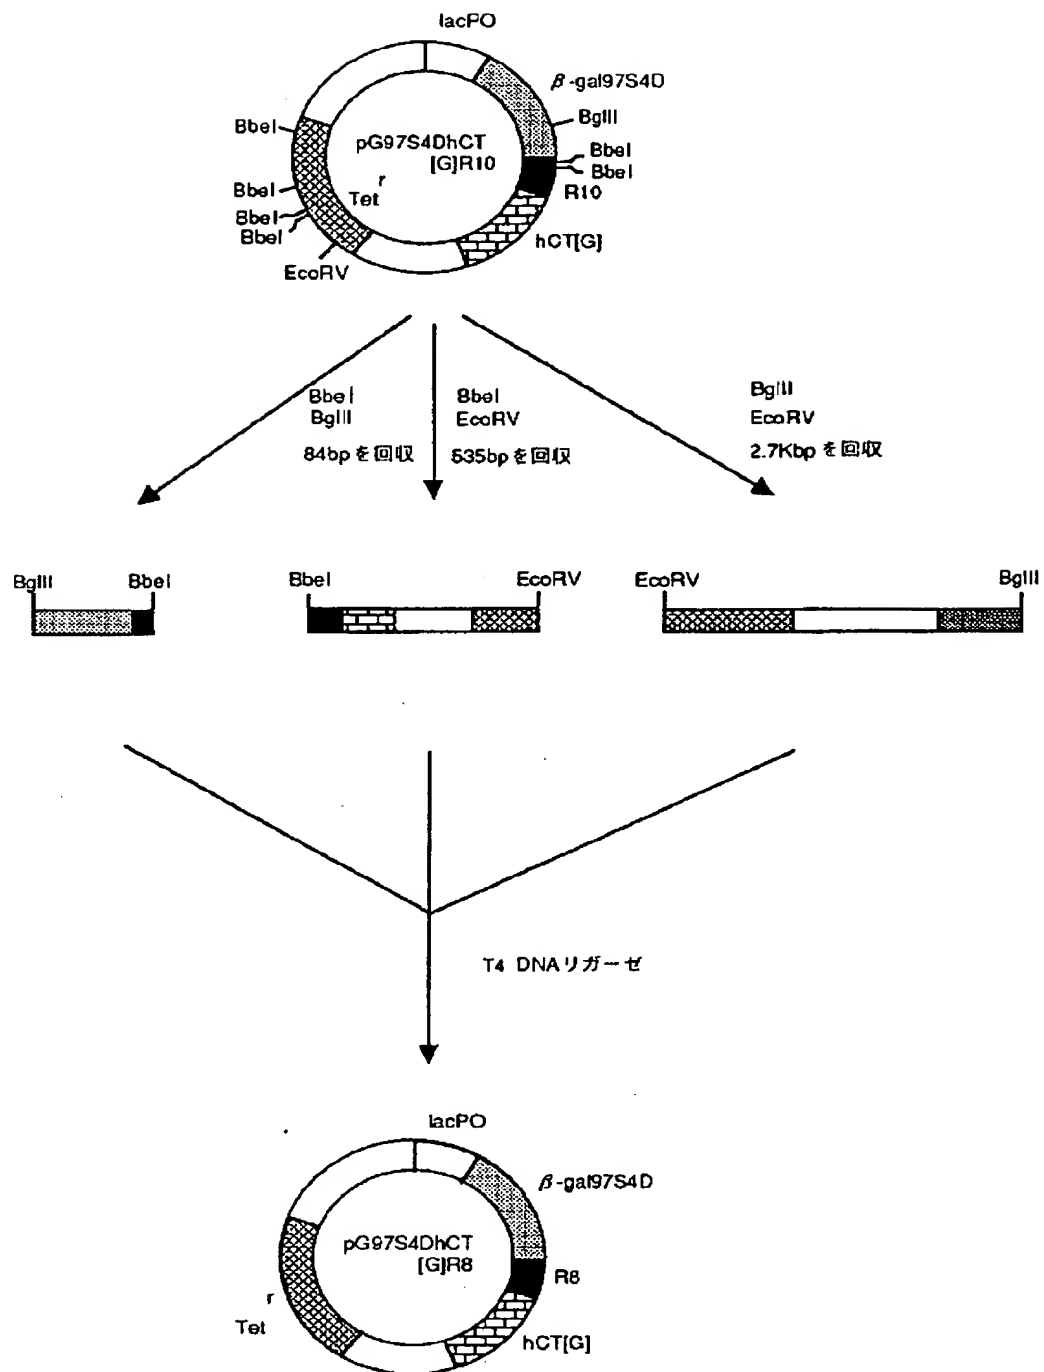 lacPO
β-gal97S4D
BglII
BbeI
BbeI
R10
hCT[G]
BbeI
BbeI
BbeI
BbeI
EcoRV
pG97S4DhCT
[G]R10
r
Tet
BbeI
BglII
84bpを回収
BbeI
EcoRV
535bpを回収
BglII
EcoRV
2.7Kbpを回収
BglII BbeI
BbeI EcoRV
EcoRV BglII
T4 DNAリガーゼ
lacPO
β-gal97S4D
pG97S4DhCT
[G]R8
R8
r
Tet
hCT[G]